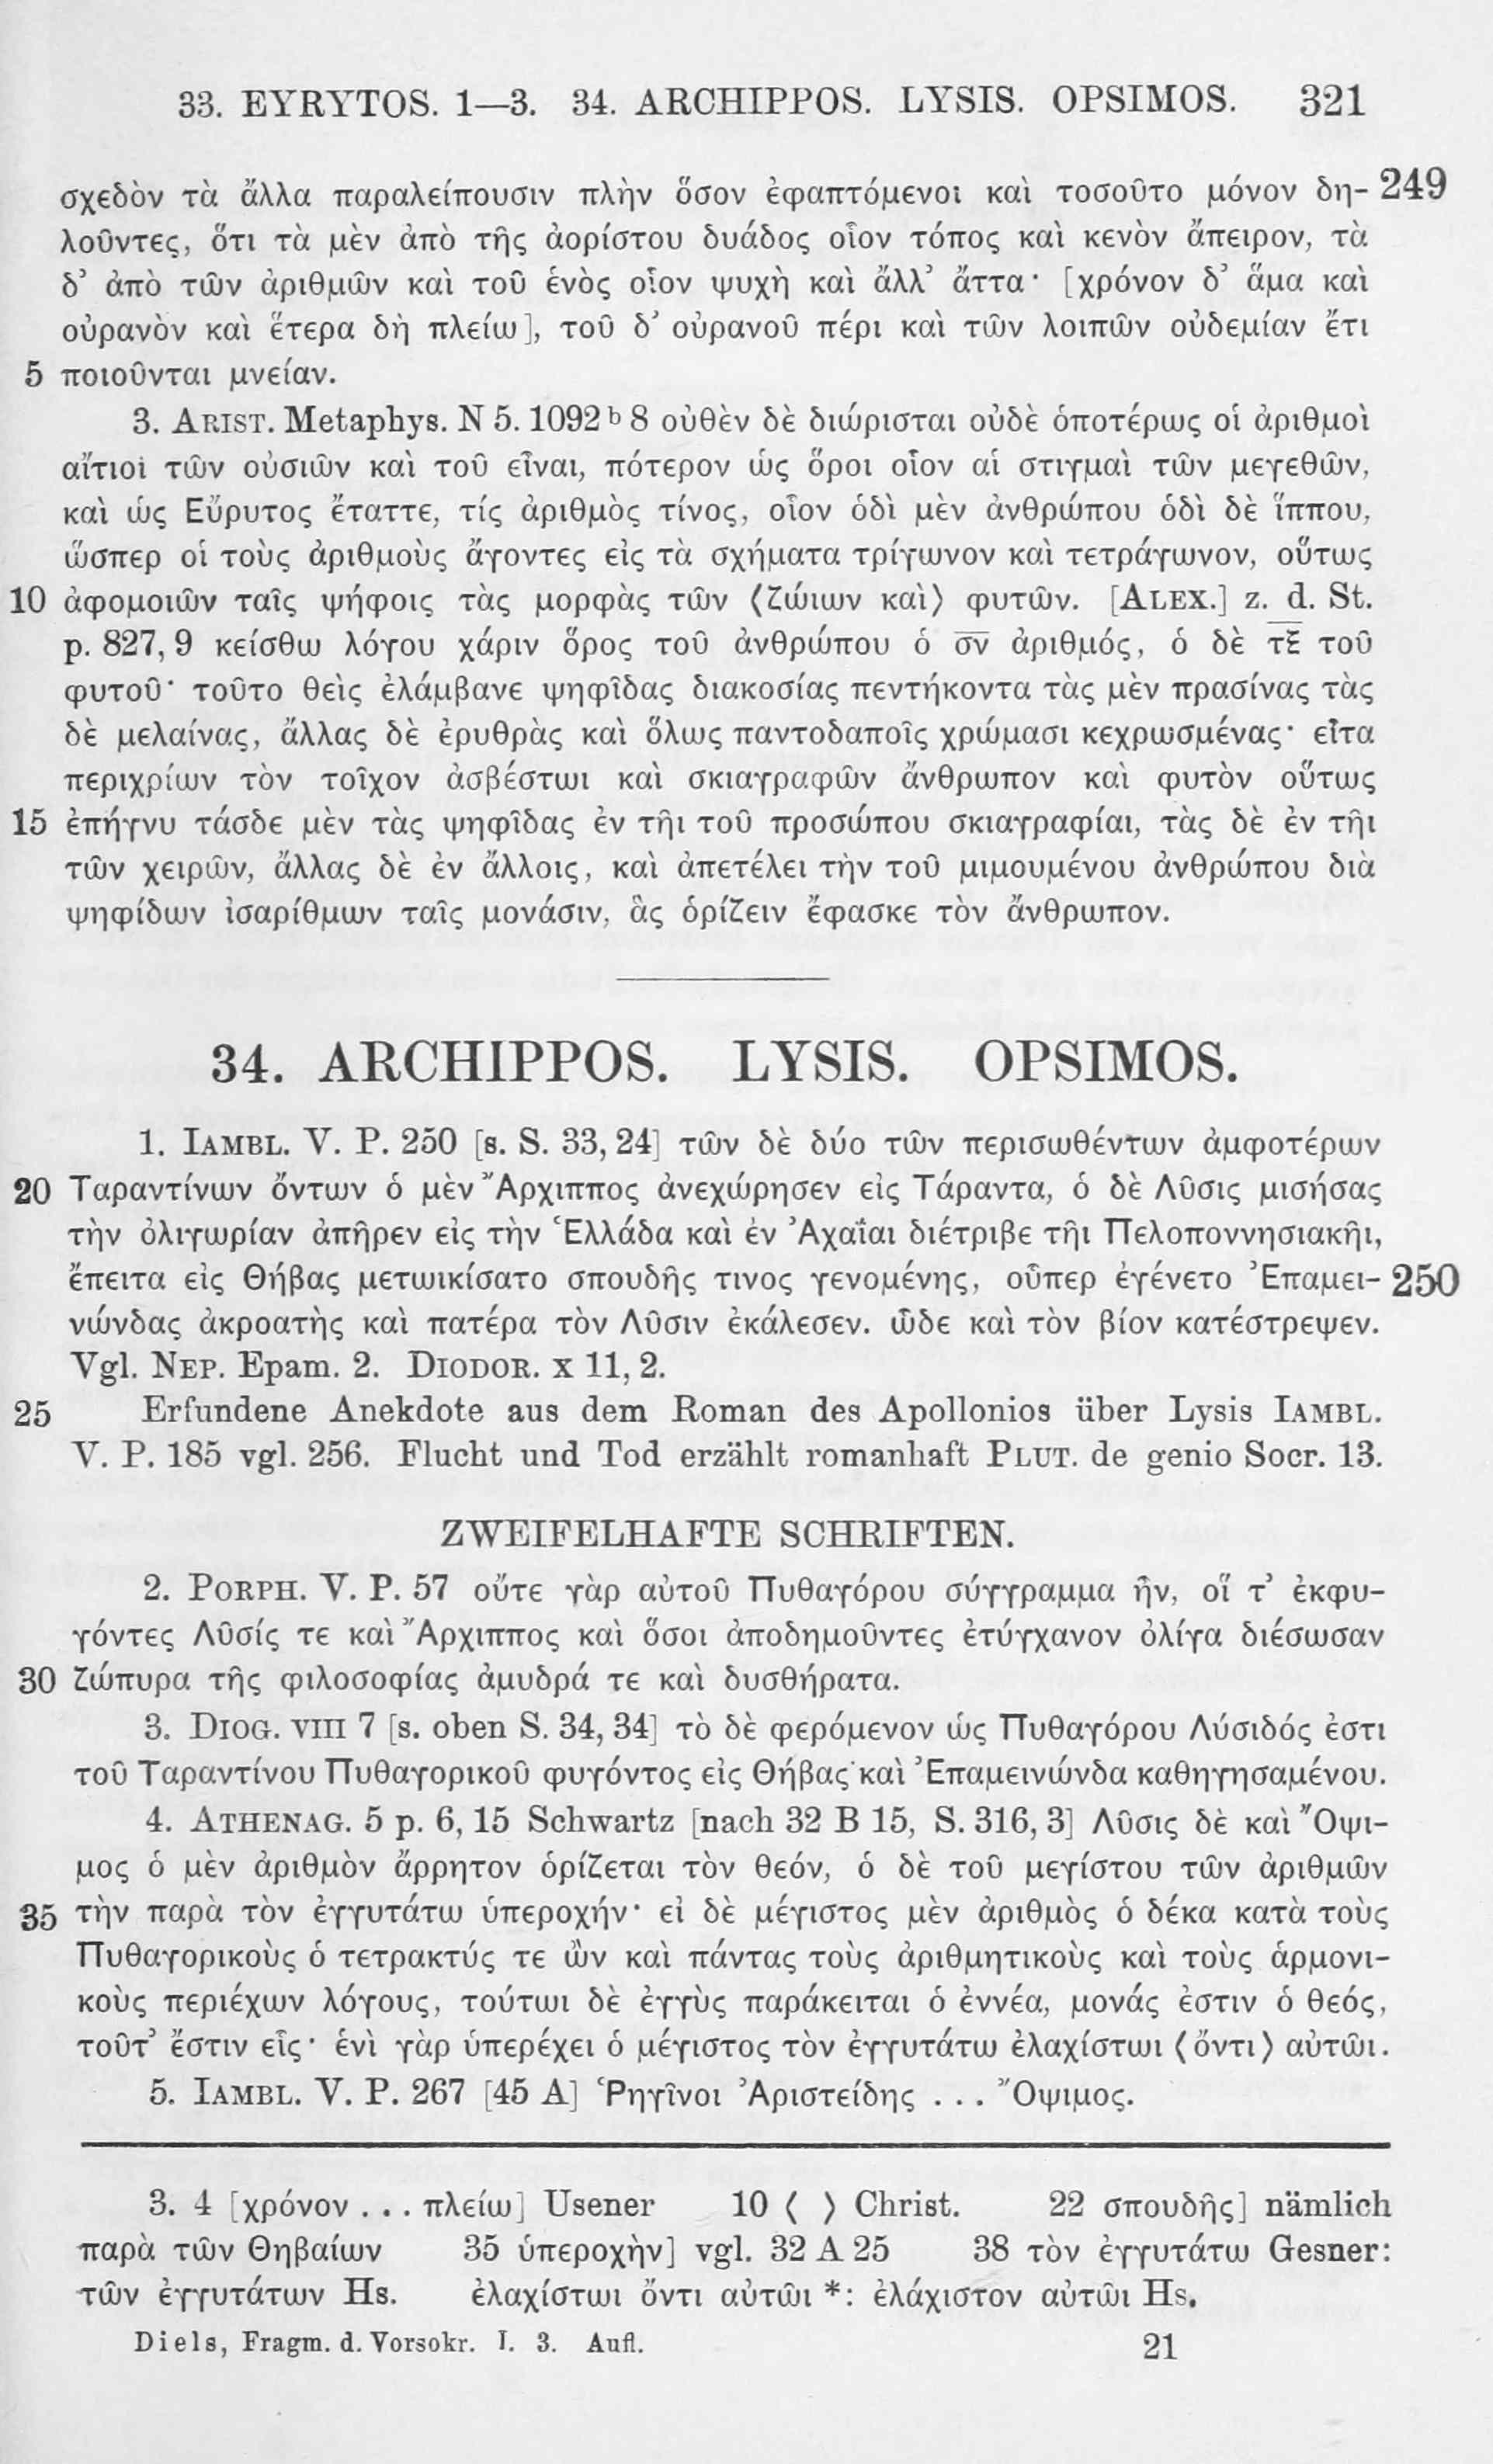 33. EYRYTOS. 1—3. 34. ARCHIPPOS. LYSIS. OPSIMOS. 321
σχεδὸν τὰ ἄλλα παραλείπουσιν πλὴν ὅσον ἐφαπτόμενοι καὶ τοσοῦτο μόνον δη- 249
λοῦντες, ὅτι τὰ μὲν ἀπὸ τῆς ἀορίστου δυάδος οἷον τόπος καὶ κενὸν ἄπειρον, τὰ
δ’ ἀπὸ τῶν ἀριθμῶν καὶ τοῦ ἑνὸς οἷον ψυχὴ καὶ ἄλλ’ ἄττα· [χρόνον δ’ ἅμα καὶ
οὐρανὸν καὶ ἕτερα δὴ πλείω], τοῦ δ’ οὐρανοῦ πέρι καὶ τῶν λοιπῶν οὐδεμίαν ἔτι
5 ποιοῦνται μνείαν.
3. ARIST. Metaphys. N 5. 1092 b 8 οὐθὲν δὲ διώρισται οὐδὲ ὁποτέρως οἱ ἀριθμοὶ
αἴτιοι τῶν οὐσιῶν καὶ τοῦ εἶναι, πότερον ὡς ὅροι οἷον αἱ στιγμαὶ τῶν μεγεθῶν,
καὶ ὡς Εὔρυτος ἔταττε, τίς ἀριθμὸς τίνος, οἷον ὁδὶ μὲν ἀνθρώπου ὁδὶ δὲ ἵππου,
ὥσπερ οἱ τοὺς ἀριθμοὺς ἄγοντες εἰς τὰ σχήματα τρίγωνον καὶ τετράγωνον, οὕτως
10 ἀφομοιῶν ταῖς ψήφοις τὰς μορφὰς τῶν ⟨ζώιων καὶ⟩ φυτῶν. [ALEX.] z. d. St.
p. 827, 9 κείσθω λόγου χάριν ὅρος τοῦ ἀνθρώπου ὁ σ̅ν̅ ἀριθμός, ὁ δὲ τ̅ξ̅ τοῦ
φυτοῦ· τοῦτο θεὶς ἐλάμβανε ψηφῖδας διακοσίας πεντήκοντα τὰς μὲν πρασίνας τὰς
δὲ μελαίνας, ἄλλας δὲ ἐρυθρὰς καὶ ὅλως παντοδαποῖς χρώμασι κεχρωσμένας· εἶτα
περιχρίων τὸν τοῖχον ἀσβέστωι καὶ σκιαγραφῶν ἄνθρωπον καὶ φυτὸν οὕτως
15 ἐπήγνυ τάσδε μὲν τὰς ψηφῖδας ἐν τῆι τοῦ προσώπου σκιαγραφίαι, τὰς δὲ ἐν τῆι
τῶν χειρῶν, ἄλλας δὲ ἐν ἄλλοις, καὶ ἀπετέλει τὴν τοῦ μιμουμένου ἀνθρώπου διὰ
ψηφίδων ἰσαρίθμων ταῖς μονάσιν, ἃς ὁρίζειν ἔφασκε τὸν ἄνθρωπον.
34. ARCHIPPOS. LYSIS. OPSIMOS.
1. IAMBL. V. P. 250 [s. S. 33, 24] τῶν δὲ δύο τῶν περισωθέντων ἀμφοτέρων
20 Ταραντίνων ὄντων ὁ μὲν Ἄρχιππος ἀνεχώρησεν εἰς Τάραντα, ὁ δὲ Λῦσις μισήσας
τὴν ὀλιγωρίαν ἀπῆρεν εἰς τὴν Ἑλλάδα καὶ ἐν Ἀχαΐαι διέτριβε τῆι Πελοποννησιακῆι,
ἔπειτα εἰς Θήβας μετωικίσατο σπουδῆς τινος γενομένης, οὗπερ ἐγένετο Ἐπαμει- 250
νώνδας ἀκροατὴς καὶ πατέρα τὸν Λῦσιν ἐκάλεσεν. ὧδε καὶ τὸν βίον κατέστρεψεν.
Vgl. NEP. Epam. 2. DIODOR. X 11, 2.
25 Erfundene Anekdote aus dem Roman des Apollonios über Lysis IAMBL.
V. P. 185 vgl. 256. Flucht und Tod erzählt romanhaft PLUT. de genio Socr. 13.
ZWEIFELHAFTE SCHRIFTEN.
2. PORPH. V. P. 57 οὔτε γὰρ αὐτοῦ Πυθαγόρου σύγγραμμα ἦν, οἵ τ’ ἐκφυ-
γόντες Λῦσίς τε καὶ Ἄρχιππος καὶ ὅσοι ἀποδημοῦντες ἐτύγχανον ὀλίγα διέσωσαν
30 ζώπυρα τῆς φιλοσοφίας ἀμυδρά τε καὶ δυσθήρατα.
3. DIOG. VIII 7 [s. oben S. 34, 34] τὸ δὲ φερόμενον ὡς Πυθαγόρου Λύσιδός ἐστι
τοῦ Ταραντίνου Πυθαγορικοῦ φυγόντος εἰς Θήβας καὶ Ἐπαμεινώνδα καθηγησαμένου.
4. ATHENAG. 5 p. 6, 15 Schwartz [nach 32 B 15, S. 316, 3] Λῦσις δὲ καὶ Ὄψι-
μος ὁ μὲν ἀριθμὸν ἄρρητον ὁρίζεται τὸν θεόν, ὁ δὲ τοῦ μεγίστου τῶν ἀριθμῶν
35 τὴν παρὰ τὸν ἐγγυτάτω ὑπεροχήν· εἰ δὲ μέγιστος μὲν ἀριθμὸς ὁ δέκα κατὰ τοὺς
Πυθαγορικοὺς ὁ τετρακτύς τε ὢν καὶ πάντας τοὺς ἀριθμητικοὺς καὶ τοὺς ἁρμονι-
κοὺς περιέχων λόγους, τούτωι δὲ ἐγγὺς παράκειται ὁ ἐννέα, μονάς ἐστιν ὁ θεός,
τοῦτ’ ἔστιν εἷς· ἑνὶ γὰρ ὑπερέχει ὁ μέγιστος τὸν ἐγγυτάτω ἐλαχίστωι ⟨ὄντι⟩ αὐτῶι.
5. IAMBL. V. P. 267 [45 A] Ῥηγῖνοι Ἀριστείδης . . . Ὄψιμος.
3. 4 [χρόνον . . . πλείω] Usener 10 ⟨ ⟩ Christ. 22 σπουδῆς] nämlich
παρὰ τῶν Θηβαίων 35 ὑπεροχὴν] vgl. 32 A 25 38 τὸν ἐγγυτάτω Gesner:
τῶν ἐγγυτάτων Hs. ἐλαχίστωι ὄντι αὐτῶι *: ἐλάχιστον αὐτῶι Hs.
Diels, Fragm. d. Vorsokr. I. 3. Aufl. 21